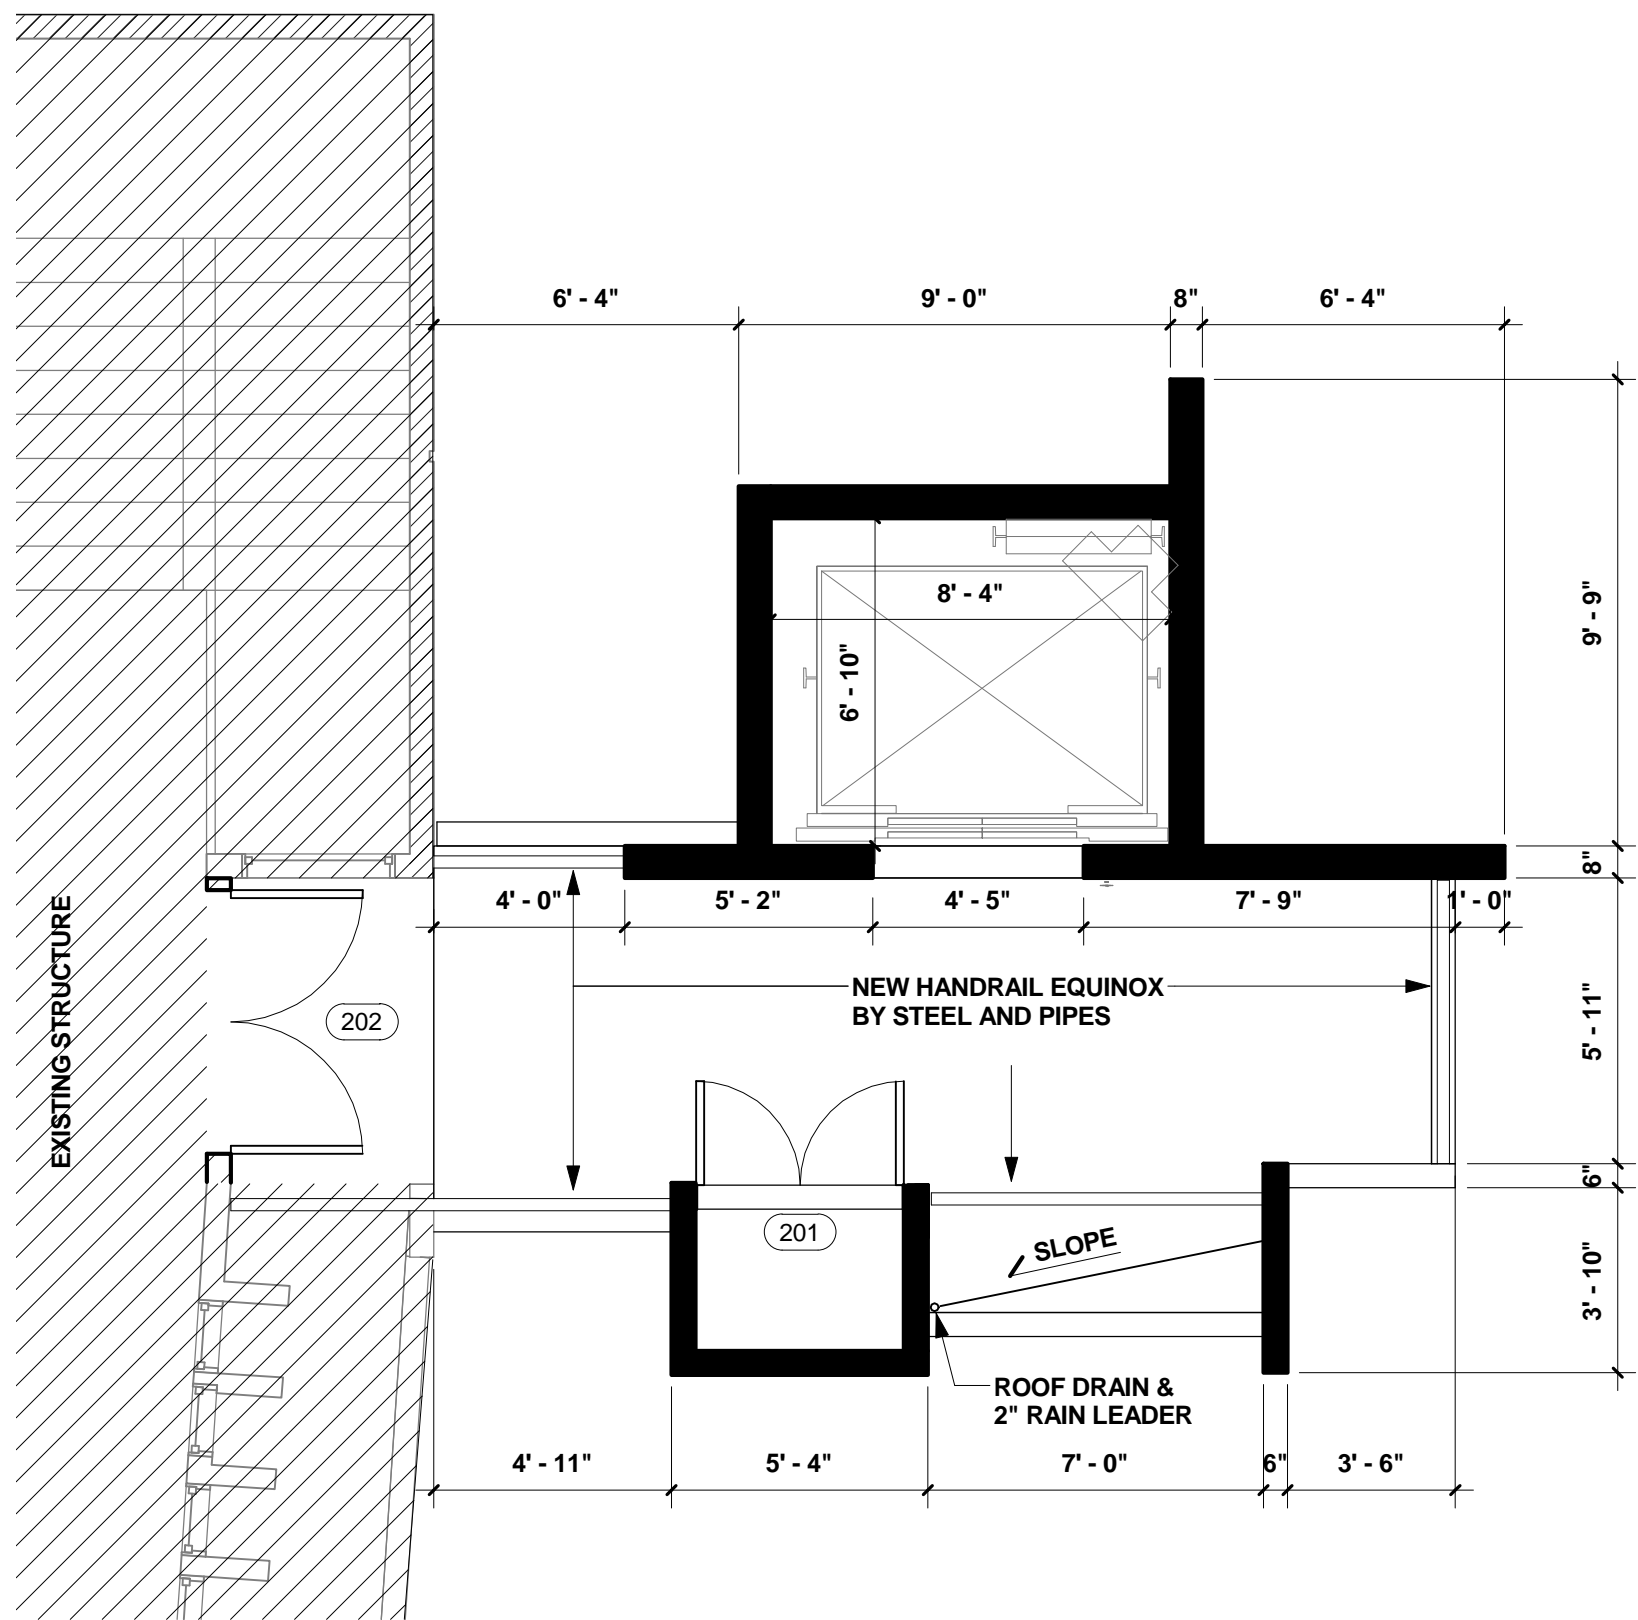 6' - 4"
9' - 0"
8"
6' - 4"
8' - 4"
6' - 10"
9' - 9"
8"
4' - 0"
5' - 2"
4' - 5"
7' - 9"
1' - 0"
EXISTING STRUCTURE
202
NEW HANDRAIL EQUINOX
BY STEEL AND PIPES
5' - 11"
6"
201
SLOPE
3' - 10"
ROOF DRAIN &
2" RAIN LEADER
4' - 11"
5' - 4"
7' - 0"
6"
3' - 6"